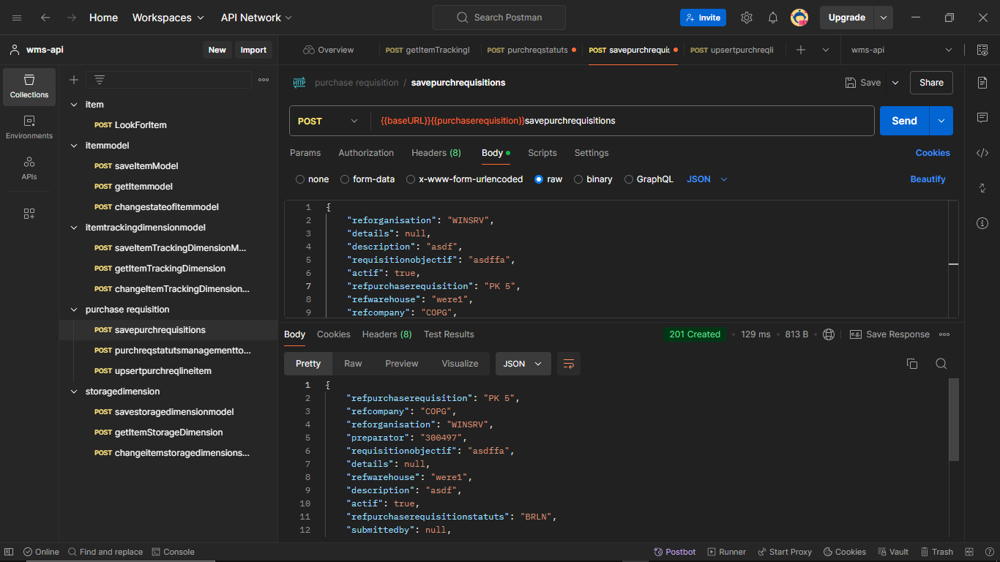 Home Workspaces API Network Search Postman Invite Upgrade
wms-api New Import Overview POST getItemTrackingI POST purchreqstatuts POST savepurchrequis POST upsertpurchreqli wms-api
Collections
Environments
APIs
item
POST LookForItem
itemmodel
POST saveItemModel
POST getItemmodel
POST changestateofitemmodel
itemtrackingdimensionmodel
POST saveItemTrackingDimensionM...
POST getItemTrackingDimension
POST changeItemTrackingDimension...
purchase requisition
POST savepurchrequisitions
POST purchreqstatutsmanagementto...
POST upsertpurchreqlineitem
storagedimension
POST savestoragedimensionmodel
POST getItemStorageDimension
POST changeitemstoragedimensions...
HTTP purchase requisition / savepurchrequisitions Save Share
POST {{baseURL}}{{purchaserequisition}}savepurchrequisitions Send
Params Authorization Headers (8) Body Scripts Settings Cookies
none form-data x-www-form-urlencoded raw binary GraphQL JSON Beautify
1 {
2 "reforganisation": "WINSRV",
3 "details": null,
4 "description": "asdf",
5 "requisitionobjectif": "asdffa",
6 "actif": true,
7 "refpurchaserequisition": "PK 5",
8 "refwarehouse": "were1",
9 "refcompany": "COPG",
Body Cookies Headers (8) Test Results 201 Created 129 ms 813 B e.g. Save Response
Pretty Raw Preview Visualize JSON
1 {
2 "refpurchaserequisition": "PK 5",
3 "refcompany": "COPG",
4 "reforganisation": "WINSRV",
5 "preparator": "300497",
6 "requisitionobjectif": "asdffa",
7 "details": null,
8 "refwarehouse": "were1",
9 "description": "asdf",
10 "actif": true,
11 "refpurchaserequisitionstatuts": "BRLN",
12 "submittedby": null,
Online Find and replace Console Postbot Runner Start Proxy Cookies Vault Trash